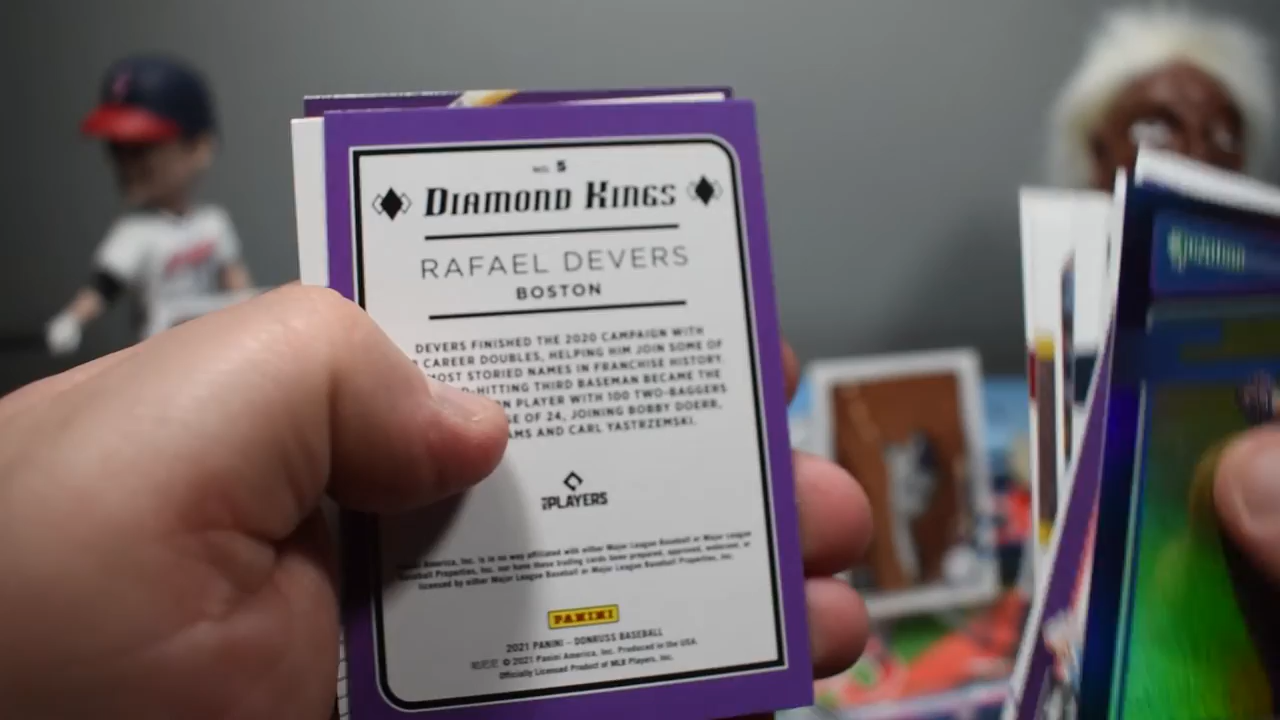 NO. 5
DIAMOND KINGS
RAFAEL DEVERS
BOSTON
DEVERS FINISHED THE 2020 CAMPAIGN WITH
CAREER DOUBLES, HELPING HIM JOIN SOME OF
MOST STORIED NAMES IN FRANCHISE HISTORY.
-HITTING THIRD BASEMAN BECAME THE
PLAYER WITH 100 TWO-BAGGERS
OF 24, JOINING BOBBY DOERR,
AND CARL YASTRZEMSKI.
PLAYERS
America, Inc. is in no way affiliated with either Major League Baseball or Major League
Baseball Properties, Inc. nor have these trading cards been prepared, approved, endorsed, or
licensed by either Major League Baseball or Major League Baseball Properties, Inc.
PANINI
2021 PANINI – DONRUSS BASEBALL
© 2021 Panini America, Inc. Produced in the USA.
Officially Licensed Product of MLB Players, Inc.